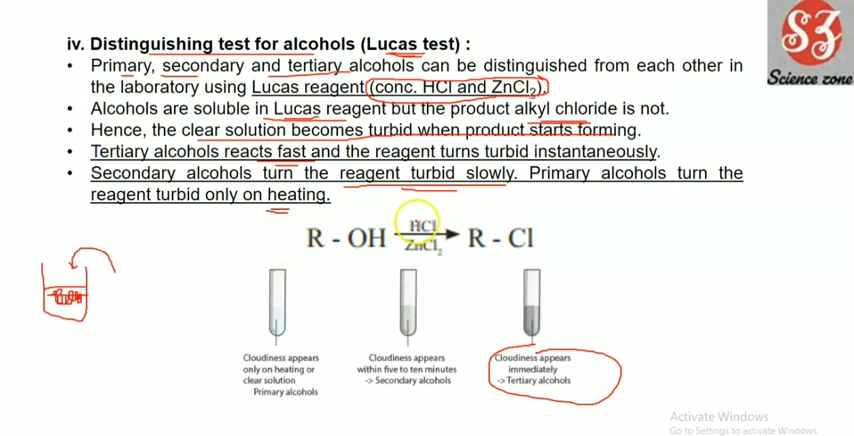 SZ
Science zone
iv. Distinguishing test for alcohols (Lucas test) :
• Primary, secondary and tertiary alcohols can be distinguished from each other in
the laboratory using Lucas reagent (conc. HCl and ZnCl₂).
• Alcohols are soluble in Lucas reagent but the product alkyl chloride is not.
• Hence, the clear solution becomes turbid when product starts forming.
• Tertiary alcohols reacts fast and the reagent turns turbid instantaneously.
• Secondary alcohols turn the reagent turbid slowly. Primary alcohols turn the
reagent turbid only on heating.
HCl
R - OH → R - Cl
ZnCl₂
Cloudiness appears
only on heating or
clear solution
Primary alcohols
Cloudiness appears
within five to ten minutes
-> Secondary alcohols
Cloudiness appears
immediately
-> Tertiary alcohols
Activate Windows
Go to Settings to activate Windows.